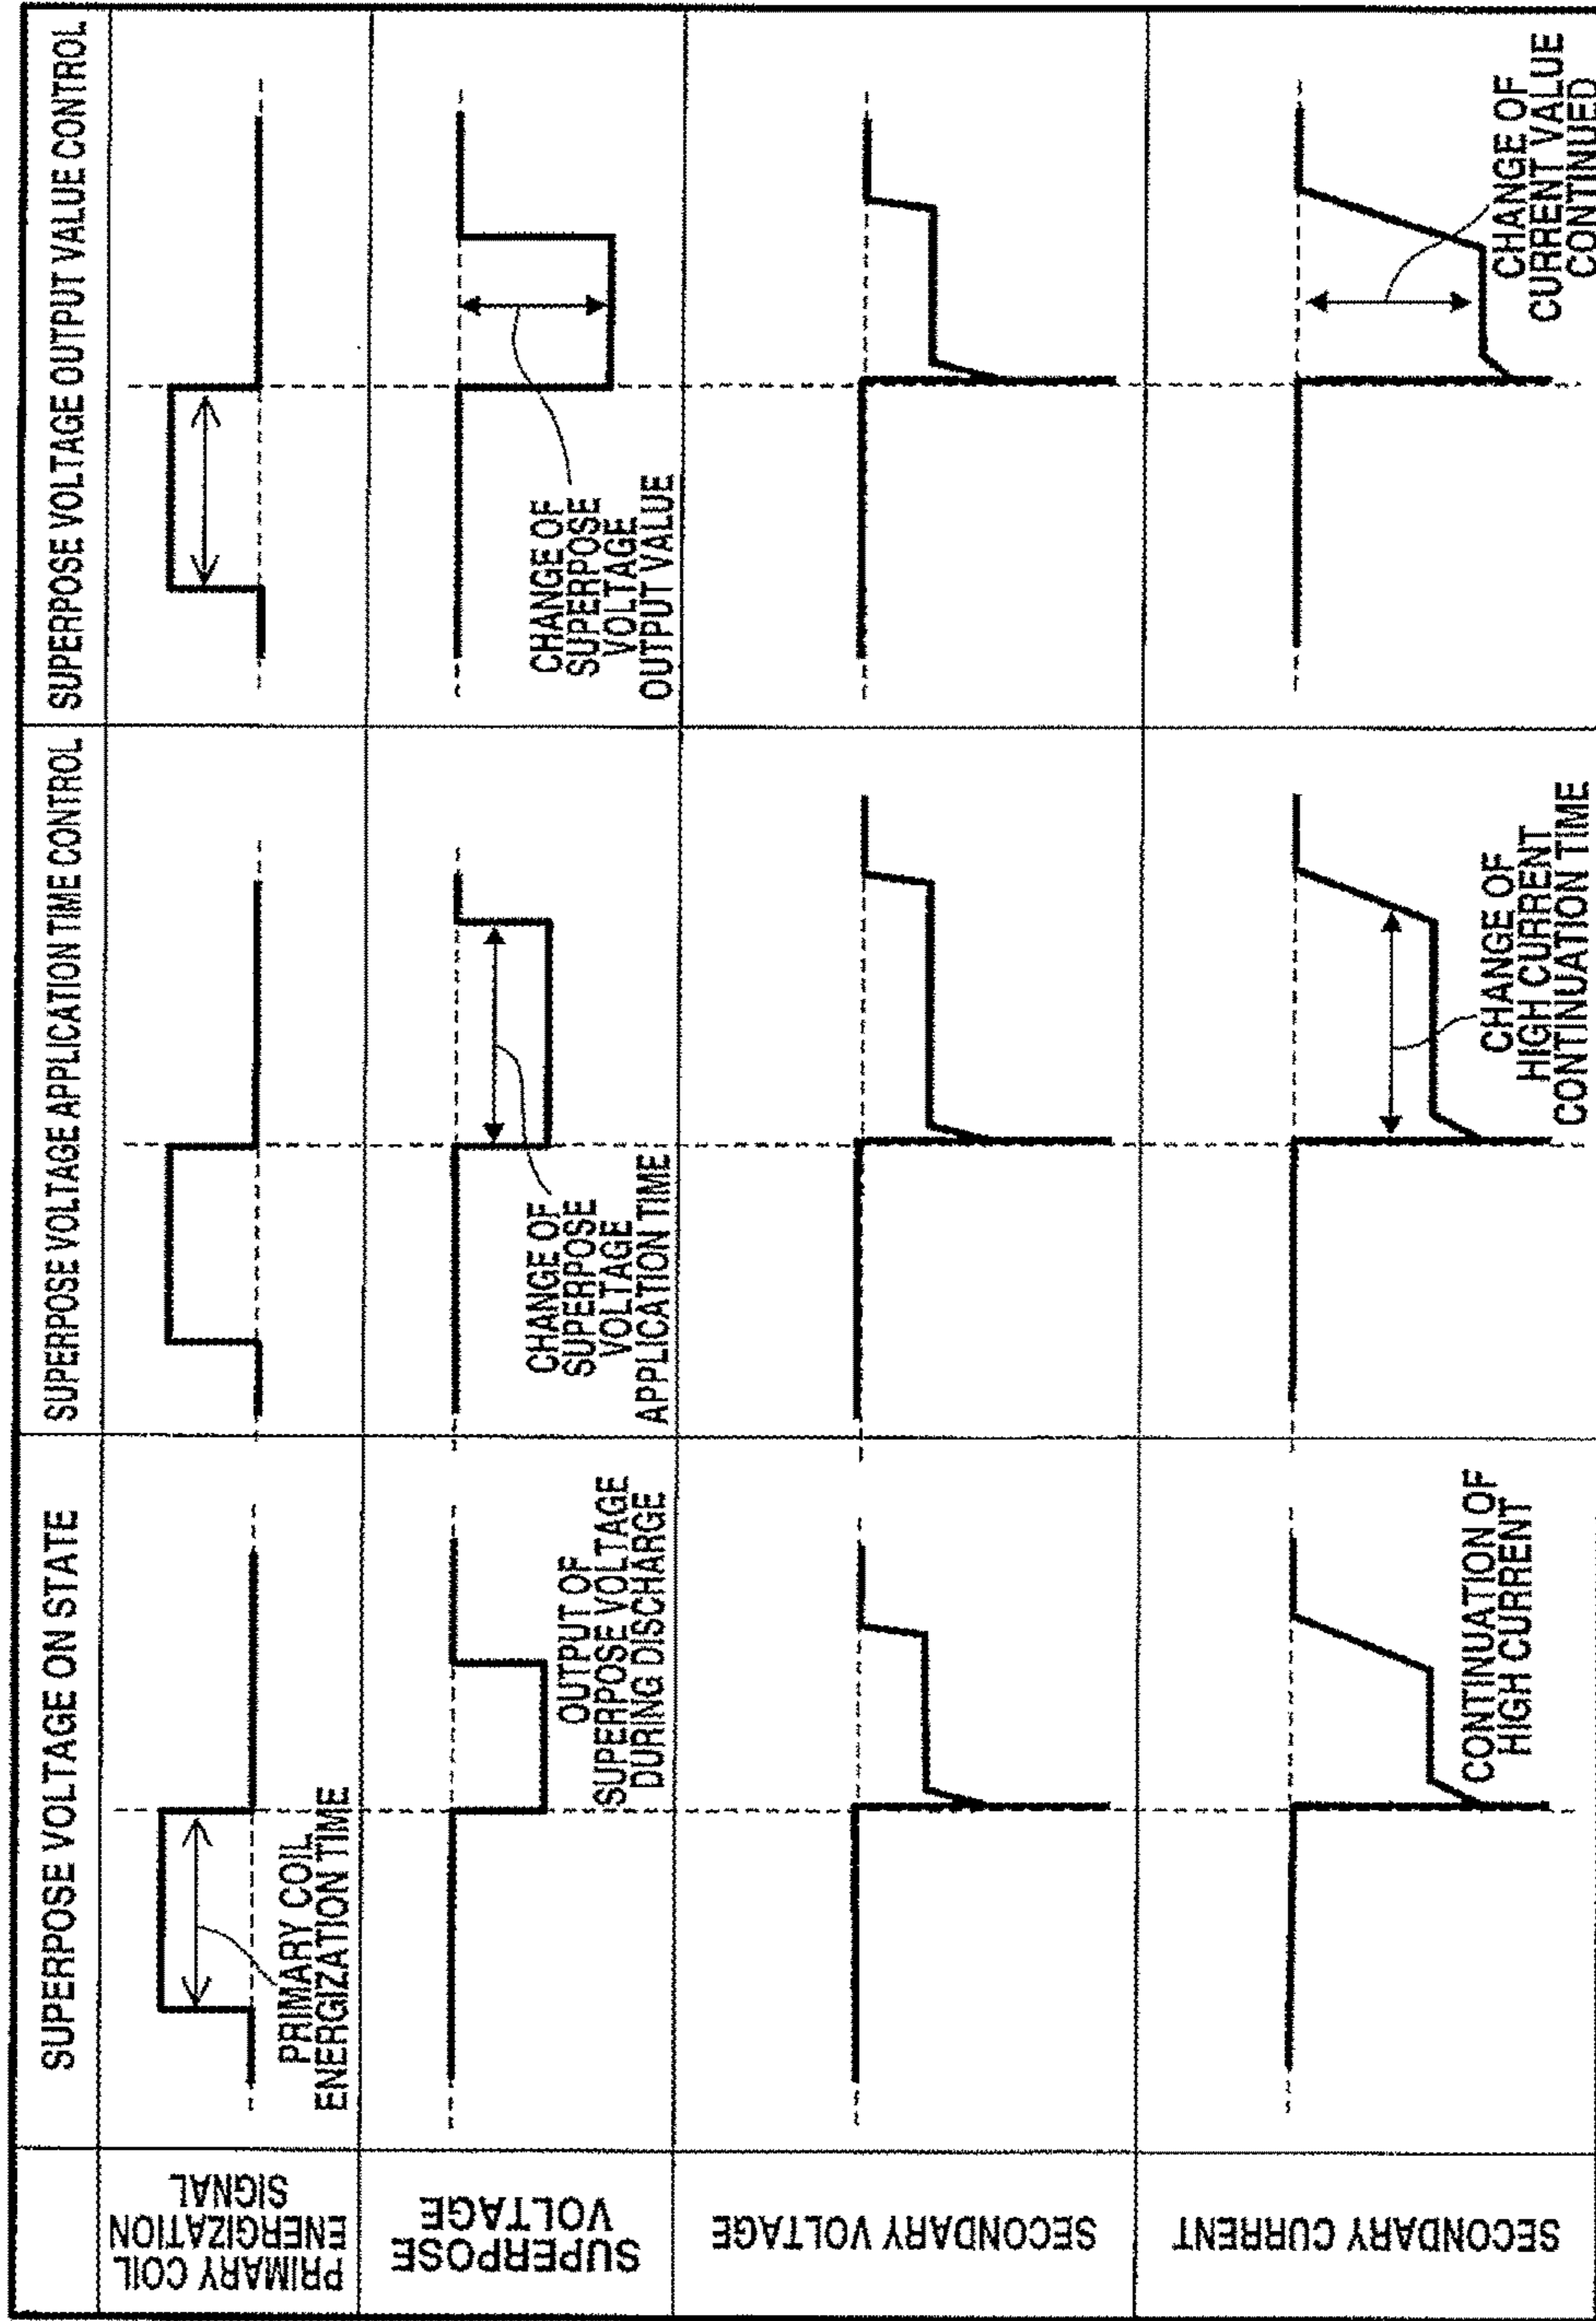 SUPERPOSE VOLTAGE ON STATE
SUPERPOSE VOLTAGE APPLICATION TIME CONTROL
SUPERPOSE VOLTAGE OUTPUT VALUE CONTROL
PRIMARY COIL
ENERGIZATION
SIGNAL
PRIMARY COIL
ENERGIZATION TIME
SUPERPOSE
VOLTAGE
OUTPUT OF
SUPERPOSE VOLTAGE
DURING DISCHARGE
CHANGE OF
SUPERPOSE
VOLTAGE
APPLICATION TIME
CHANGE OF
SUPERPOSE
VOLTAGE
OUTPUT VALUE
SECONDARY VOLTAGE
SECONDARY CURRENT
CONTINUATION OF
HIGH CURRENT
CHANGE OF
HIGH CURRENT
CONTINUATION TIME
CHANGE OF
CURRENT VALUE
CONTINUED